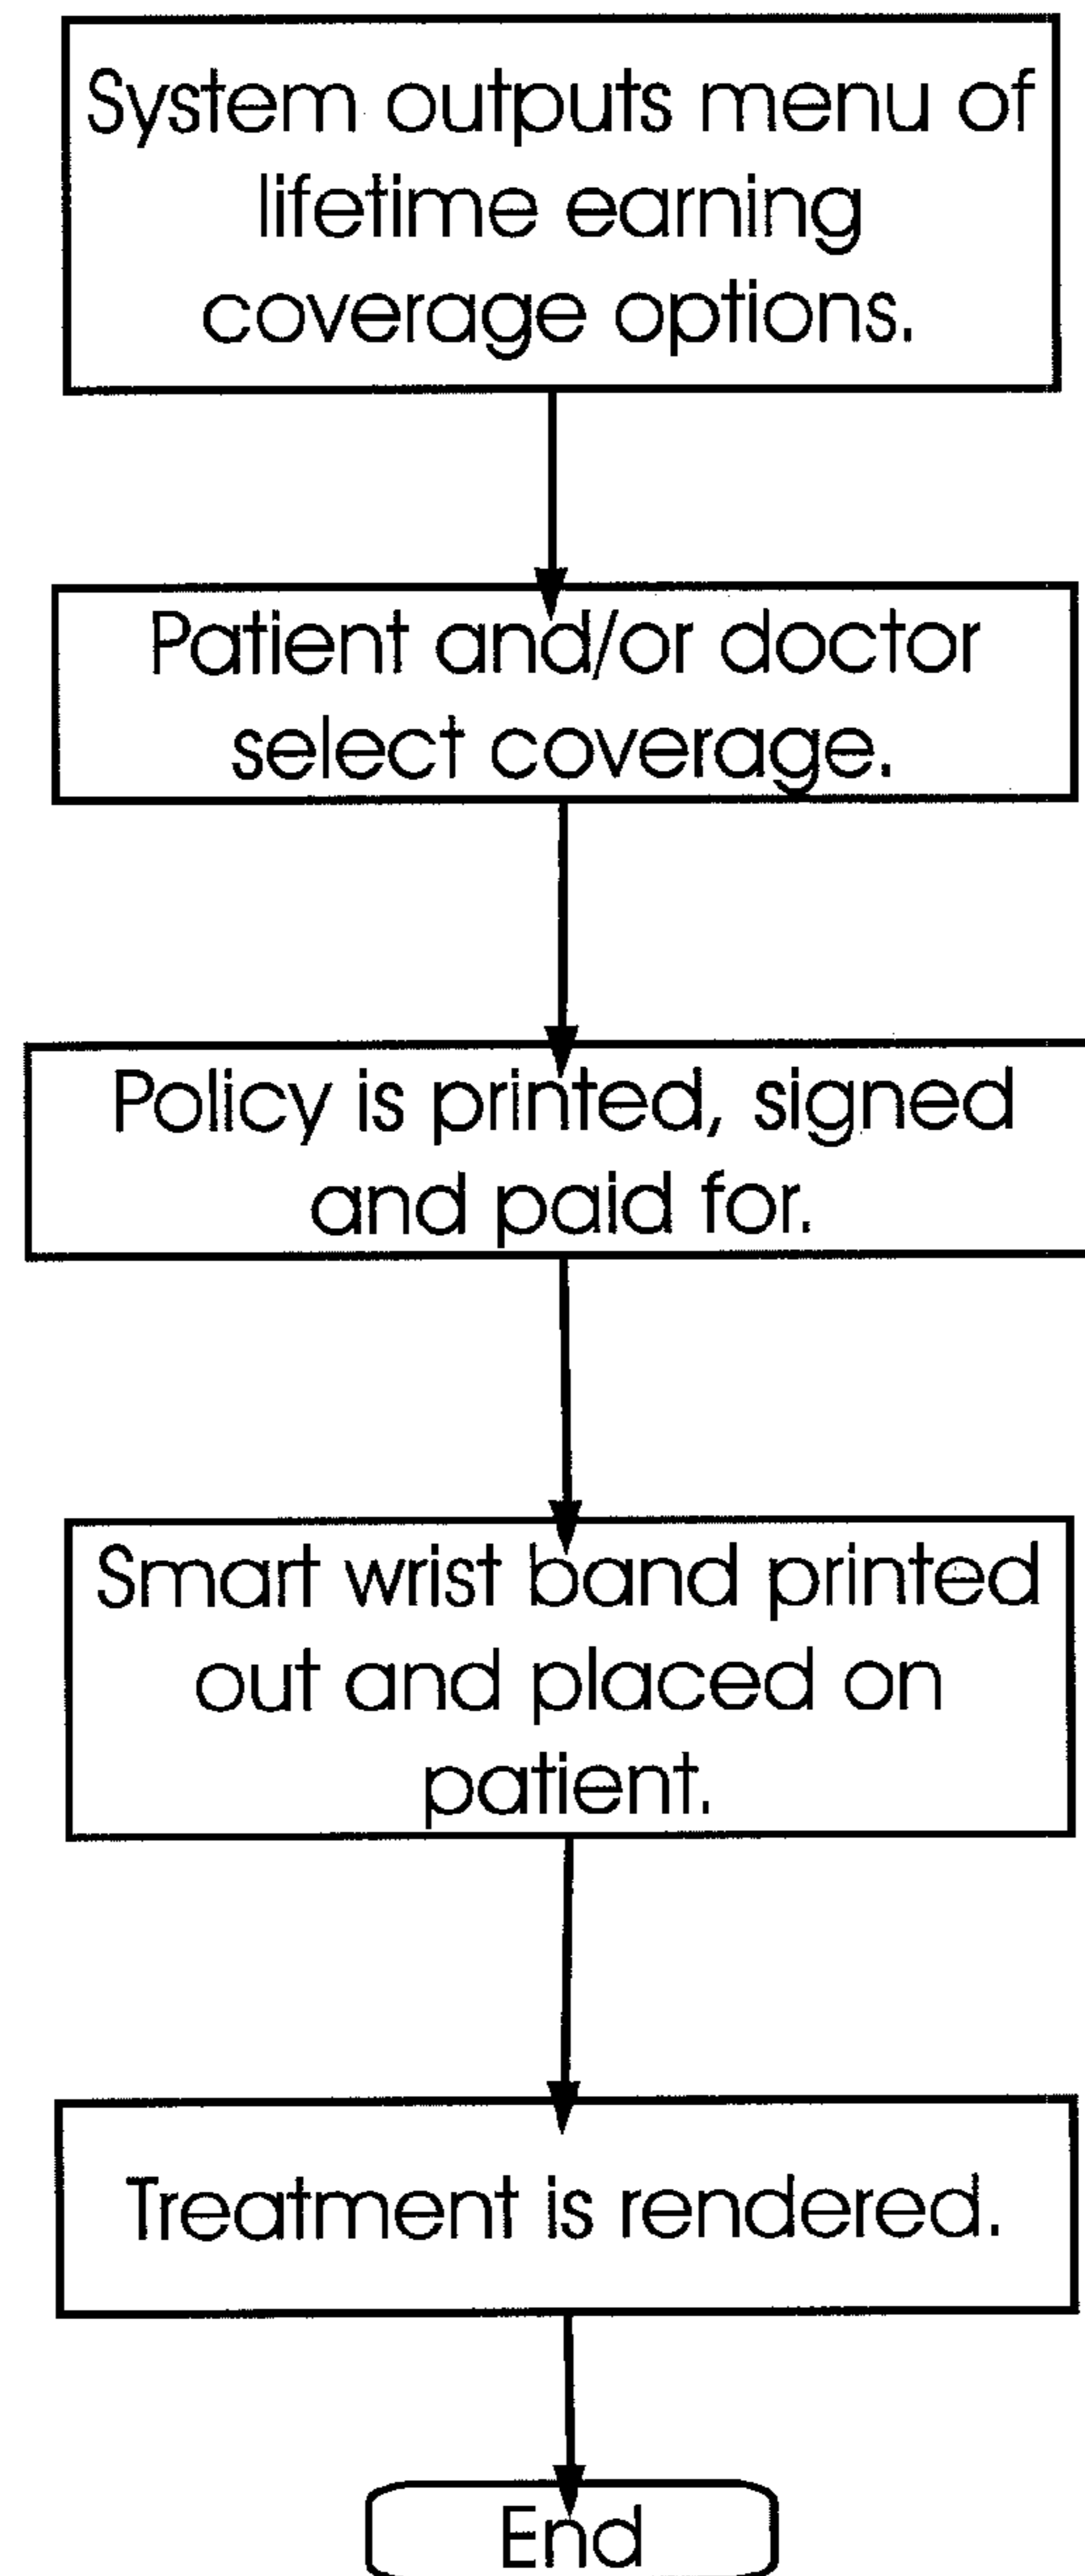 System outputs menu of
lifetime earning
coverage options.
Patient and/or doctor
select coverage.
Policy is printed, signed
and paid for.
Smart wrist band printed
out and placed on
patient.
Treatment is rendered.
End